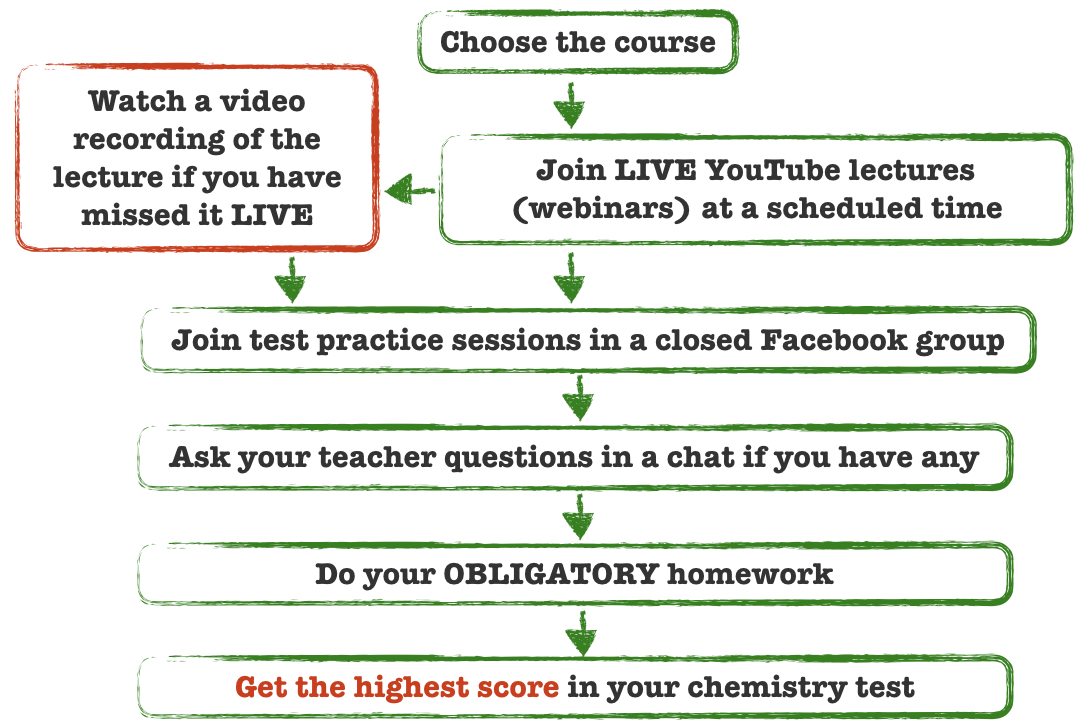 Choose the course
Watch a video
recording of the
lecture if you have
missed it LIVE
Join LIVE YouTube lectures
(webinars) at a scheduled time
Join test practice sessions in a closed Facebook group
Ask your teacher questions in a chat if you have any
Do your OBLIGATORY homework
Get the highest score in your chemistry test